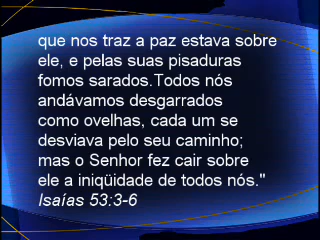 que nos traz a paz estava sobre
ele, e pelas suas pisaduras
fomos sarados.Todos nós
andávamos desgarrados
como ovelhas, cada um se
desviava pelo seu caminho;
mas o Senhor fez cair sobre
ele a iniqüidade de todos nós."
Isaías 53:3-6